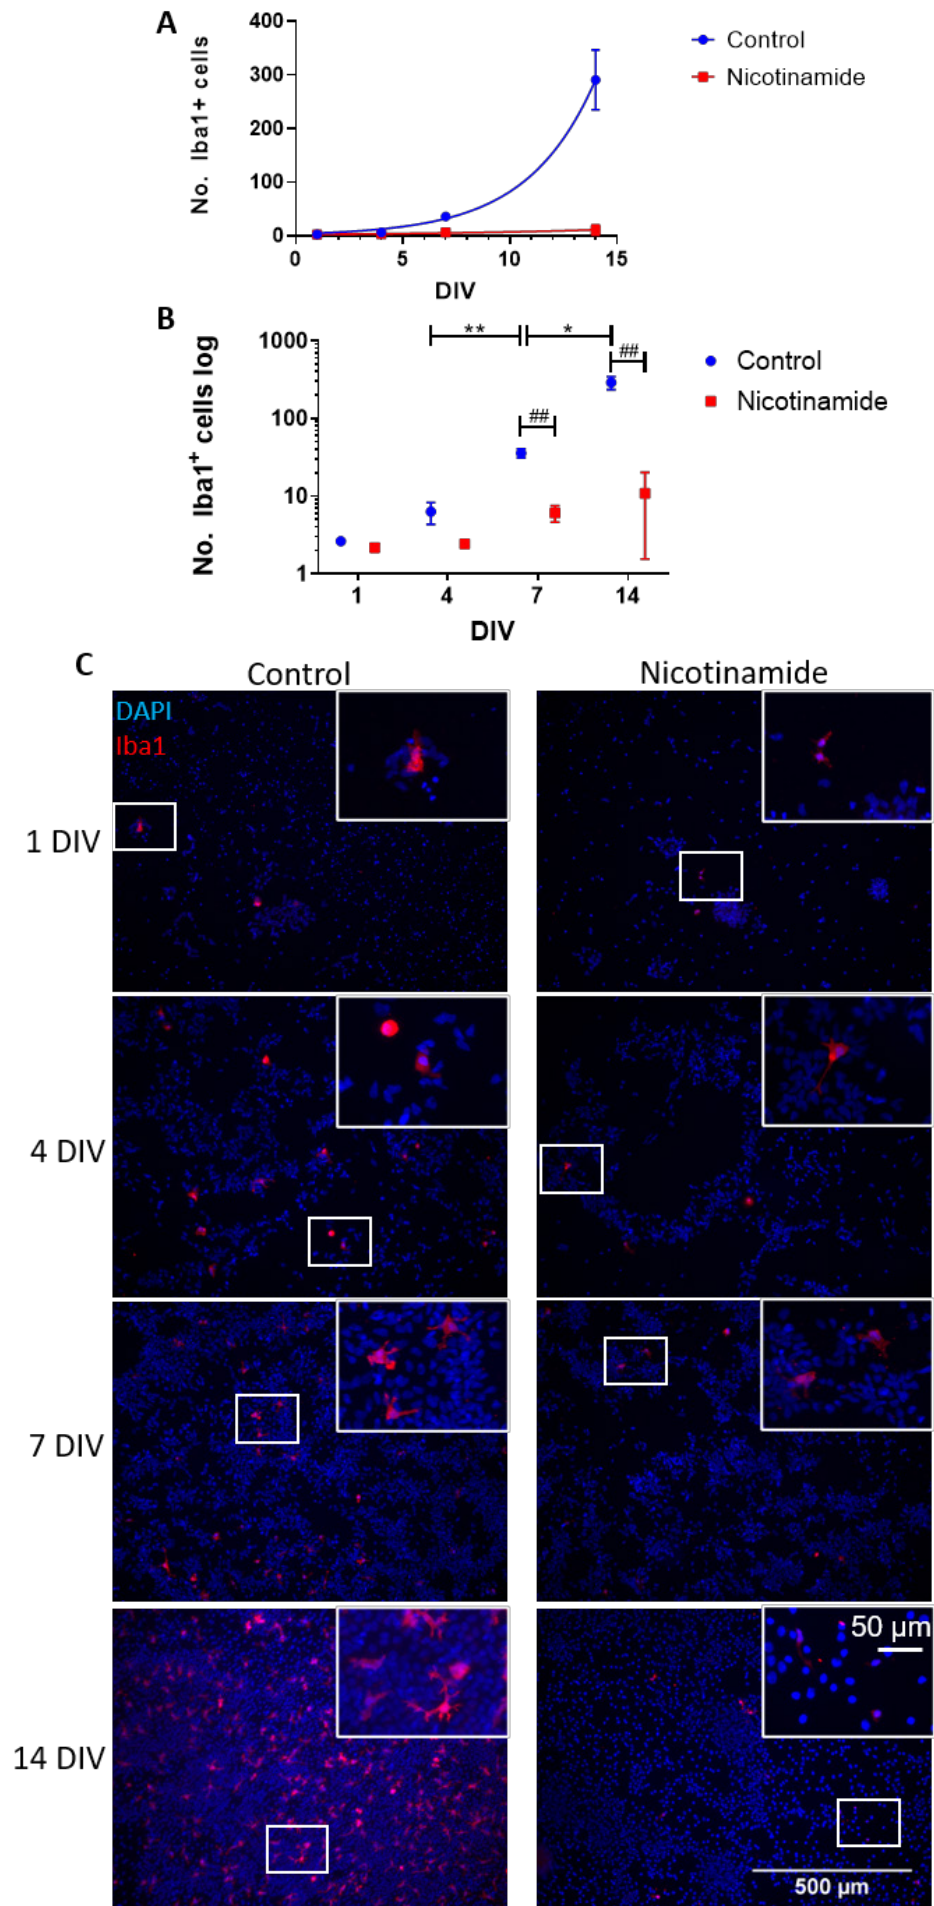 A
400
300
200
100
0
No. Iba1+ cells
0 5 10 15
DIV
Control
Nicotinamide
B
1000
100
10
1
No. Iba1+ cells log
** * ##
##
1 4 7 14
DIV
Control
Nicotinamide
C
Control Nicotinamide
DAPI
Iba1
1 DIV
4 DIV
7 DIV
14 DIV
50 µm
500 µm